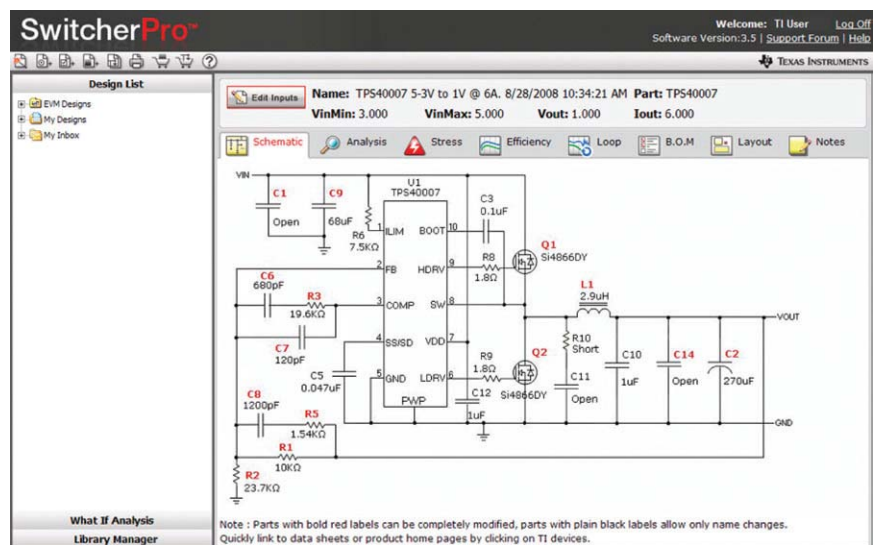 SwitcherPro™
Welcome: TI User Log Off
Software Version:3.5 | Support Forum | Help
TEXAS INSTRUMENTS
Design List
EVM Designs
My Designs
My Inbox
What If Analysis
Library Manager
Edit Inputs
Name: TPS40007 5-3V to 1V @ 6A. 8/28/2008 10:34:21 AM Part: TPS40007
VinMin: 3.000 VinMax: 5.000 Vout: 1.000 Iout: 6.000
Schematic Analysis Stress Efficiency Loop B.O.M Layout Notes
VIN
C1
Open
C9
68uF
R6
7.5KΩ
U1
TPS40007
1 ILIM BOOT 10
2 FB HDRV 9
3 COMP SW 8
4 SS/SD VDD 7
5 GND LDRV 6
PWP
C3
0.1uF
R8
1.8Ω
Q1
Si4866DY
C6
680pF
R3
19.6KΩ
C7
120pF
L1
2.9uH
VOUT
C5
0.047uF
R9
1.8Ω
Q2
Si4866DY
C12
1uF
R10
Short
C11
Open
C10
1uF
C14
Open
C2
270uF
GND
C8
1200pF
R5
1.54KΩ
R1
10KΩ
R2
23.7KΩ
Note : Parts with bold red labels can be completely modified, parts with plain black labels allow only name changes.
Quickly link to data sheets or product home pages by clicking on TI devices.